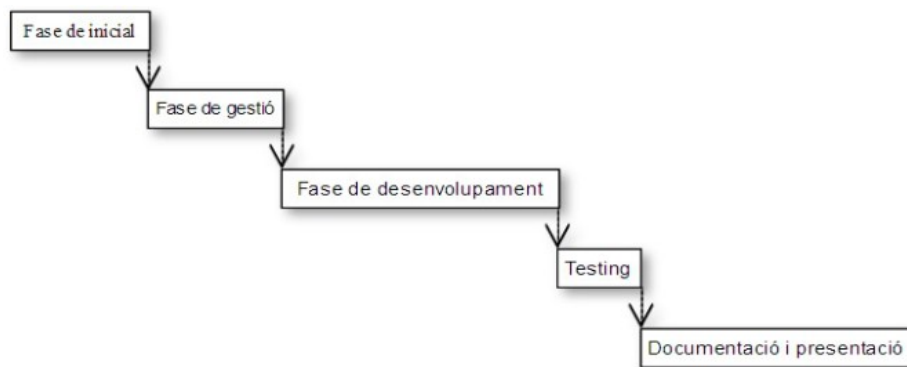 Fase de inicial
Fase de gestió
Fase de desenvolupament
Testing
Documentació i presentació